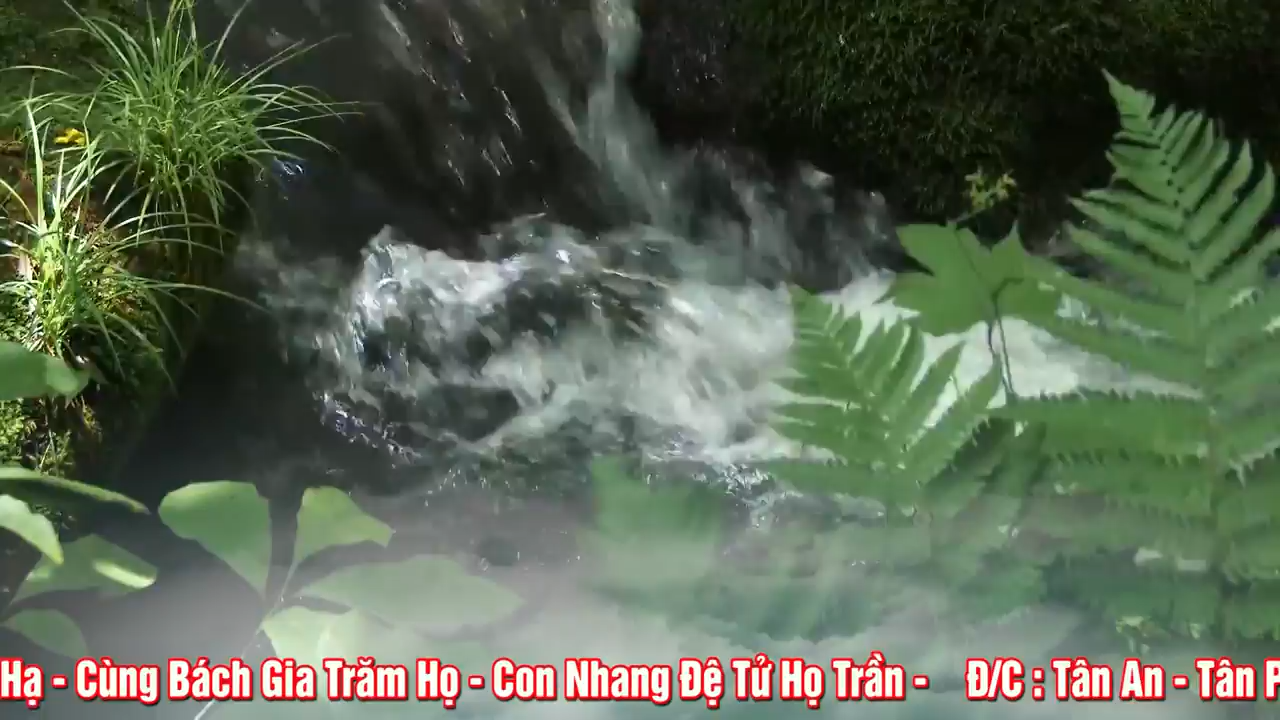 Hạ - Cùng Bách Gia Trăm Họ - Con Nhang Đệ Tử Họ Trần - Đ/C : Tân An - Tân